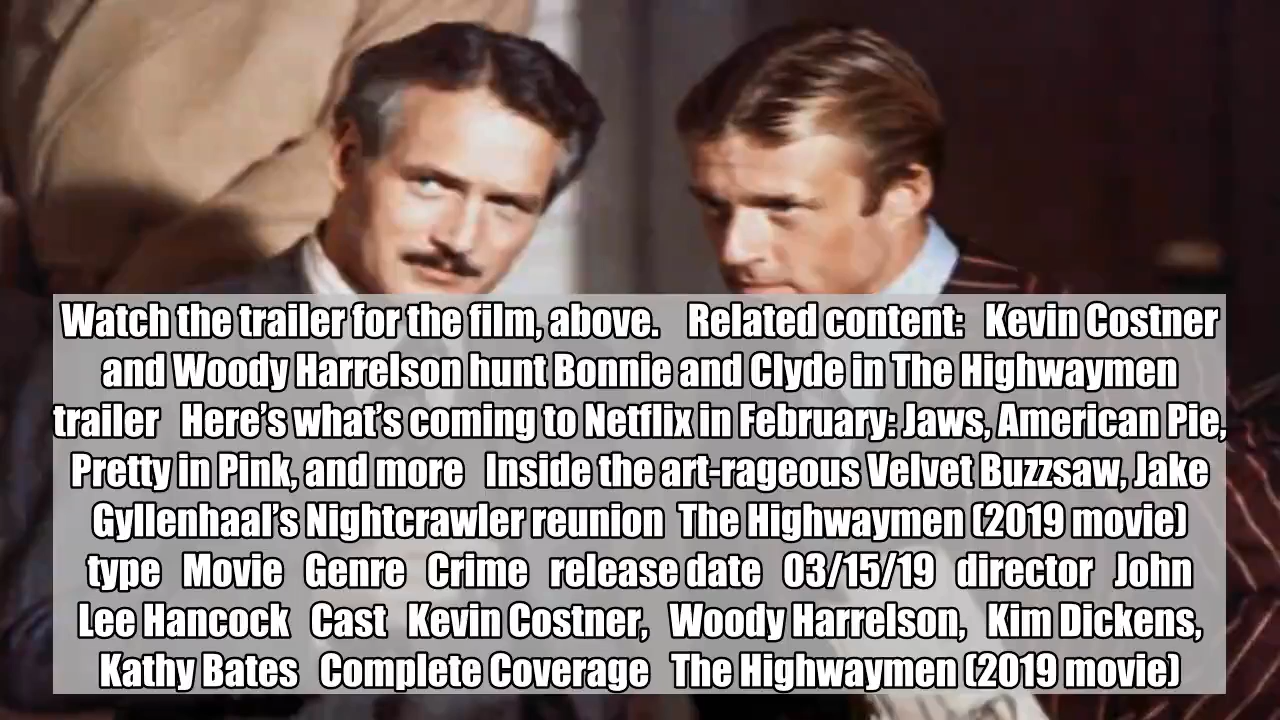 Watch the trailer for the film, above. Related content: Kevin Costner
and Woody Harrelson hunt Bonnie and Clyde in The Highwaymen
trailer Here’s what’s coming to Netflix in February: Jaws, American Pie,
Pretty in Pink, and more Inside the art-rageous Velvet Buzzsaw, Jake
Gyllenhaal’s Nightcrawler reunion The Highwaymen (2019 movie)
type Movie Genre Crime release date 03/15/19 director John
Lee Hancock Cast Kevin Costner, Woody Harrelson, Kim Dickens,
Kathy Bates Complete Coverage The Highwaymen (2019 movie)